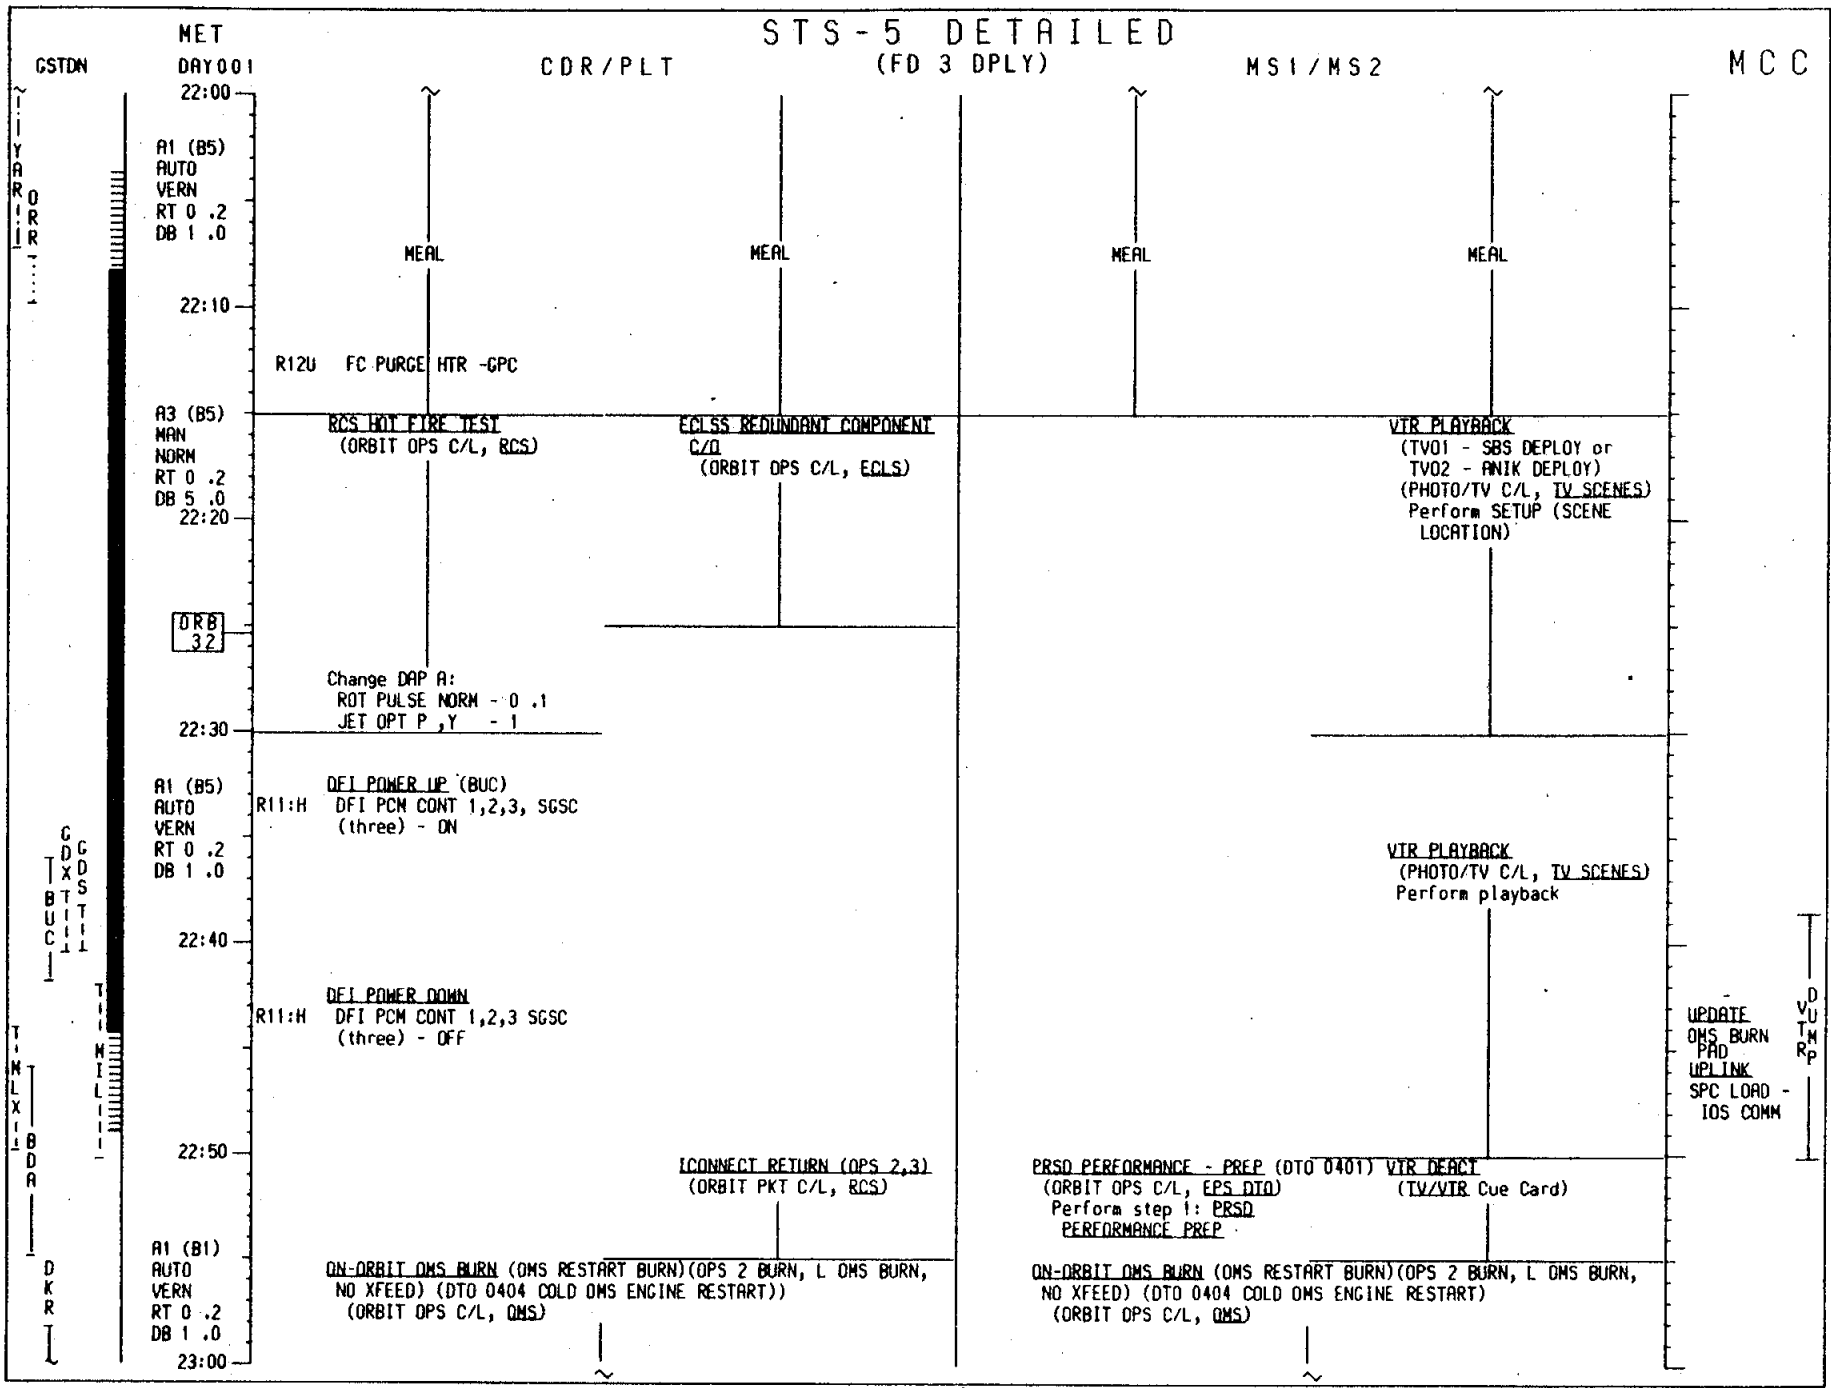 STS-5 DETAILED
(FD 3 DPLY)
GSTDN
MET
DAY001
CDR/PLT
MS1/MS2
MCC
22:00
YAR
ORR
A1 (B5)
AUTO
VERN
RT 0 .2
DB 1 .0
MEAL
MEAL
MEAL
MEAL
22:10
R12U FC PURGE HTR -GPC
A3 (B5)
MAN
NORM
RT 0 .2
DB 5 .0
22:20
RCS HOT FIRE TEST
(ORBIT OPS C/L, RCS)
ECLSS REDUNDANT COMPONENT
C/O
(ORBIT OPS C/L, ECLS)
VTR PLAYBACK
(TV01 - SBS DEPLOY or
TV02 - ANIK DEPLOY)
(PHOTO/TV C/L, TV SCENES)
Perform SETUP (SCENE
LOCATION)
ORB
32
Change DAP A:
ROT PULSE NORM - 0 .1
JET OPT P ,Y - 1
22:30
A1 (B5)
AUTO
VERN
RT 0 .2
DB 1 .0
DFI POWER UP (BUC)
R11:H DFI PCM CONT 1,2,3, SGSC
(three) - ON
VTR PLAYBACK
(PHOTO/TV C/L, TV SCENES)
Perform playback
GDX
GDS
BUC
22:40
DFI POWER DOWN
R11:H DFI PCM CONT 1,2,3 SGSC
(three) - OFF
MIL
MLX
BDA
UPDATE
OMS BURN
PAD
UPLINK
SPC LOAD -
IOS COMM
VTR
DUMP
22:50
ICONNECT RETURN (OPS 2,3)
(ORBIT PKT C/L, RCS)
PRSD PERFORMANCE - PREP (DTO 0401)
(ORBIT OPS C/L, EPS DTO)
Perform step 1: PRSD
PERFORMANCE PREP
VTR DEACT
(TV/VTR Cue Card)
A1 (B1)
AUTO
VERN
RT 0 .2
DB 1 .0
DKR
ON-ORBIT OMS BURN (OMS RESTART BURN)(OPS 2 BURN, L OMS BURN,
NO XFEED) (DTO 0404 COLD OMS ENGINE RESTART))
(ORBIT OPS C/L, OMS)
ON-ORBIT OMS BURN (OMS RESTART BURN)(OPS 2 BURN, L OMS BURN,
NO XFEED) (DTO 0404 COLD OMS ENGINE RESTART)
(ORBIT OPS C/L, OMS)
23:00